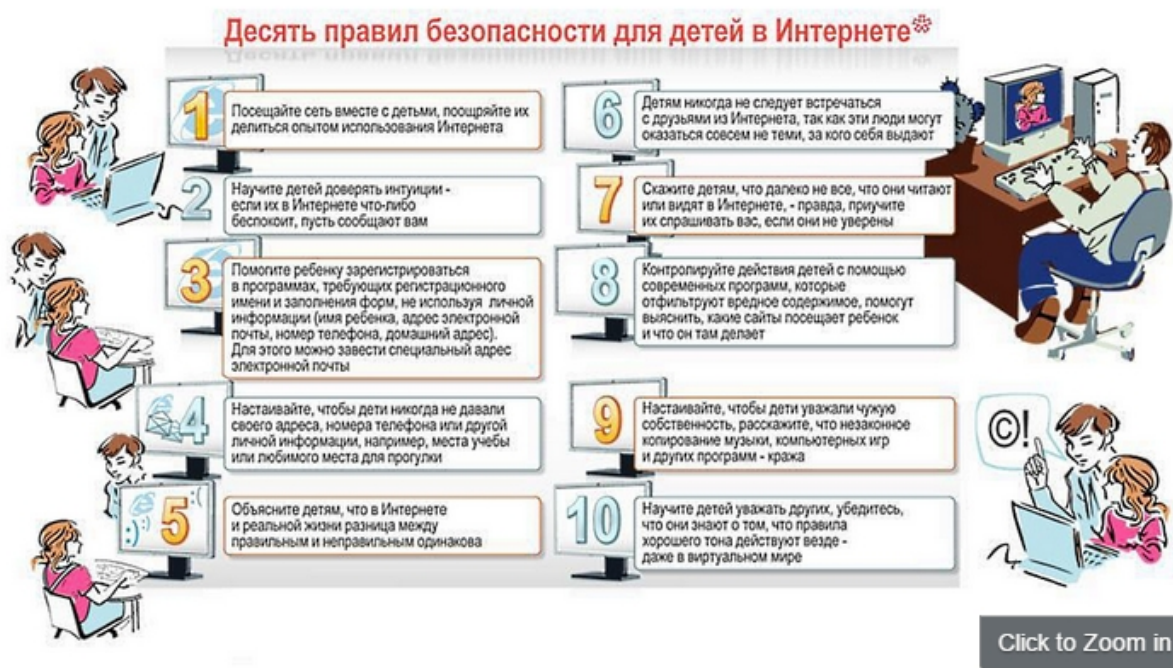 Десять правил безопасности для детей в Интернете*
1
Посещайте сеть вместе с детьми, поощряйте их
делиться опытом использования Интернета
2
Научите детей доверять интуиции -
если их в Интернете что-либо
беспокоит, пусть сообщают вам
3
Помогите ребенку зарегистрироваться
в программах, требующих регистрационного
имени и заполнения форм, не используя личной
информации (имя ребенка, адрес электронной
почты, номер телефона, домашний адрес).
Для этого можно завести специальный адрес
электронной почты
4
Настаивайте, чтобы дети никогда не давали
своего адреса, номера телефона или другой
личной информации, например, места учебы
или любимого места для прогулки
:(
:-)
5
Объясните детям, что в Интернете
и реальной жизни разница между
правильным и неправильным одинакова
6
Детям никогда не следует встречаться
с друзьями из Интернета, так как эти люди могут
оказаться совсем не теми, за кого себя выдают
7
Скажите детям, что далеко не все, что они читают
или видят в Интернете, - правда, приучите
их спрашивать вас, если они не уверены
8
Контролируйте действия детей с помощью
современных программ, которые
отфильтруют вредное содержимое, помогут
выяснить, какие сайты посещает ребенок
и что он там делает
9
Настаивайте, чтобы дети уважали чужую
собственность, расскажите, что незаконное
копирование музыки, компьютерных игр
и других программ - кража
10
Научите детей уважать других, убедитесь,
что они знают о том, что правила
хорошего тона действуют везде -
даже в виртуальном мире
©!
Click to Zoom in